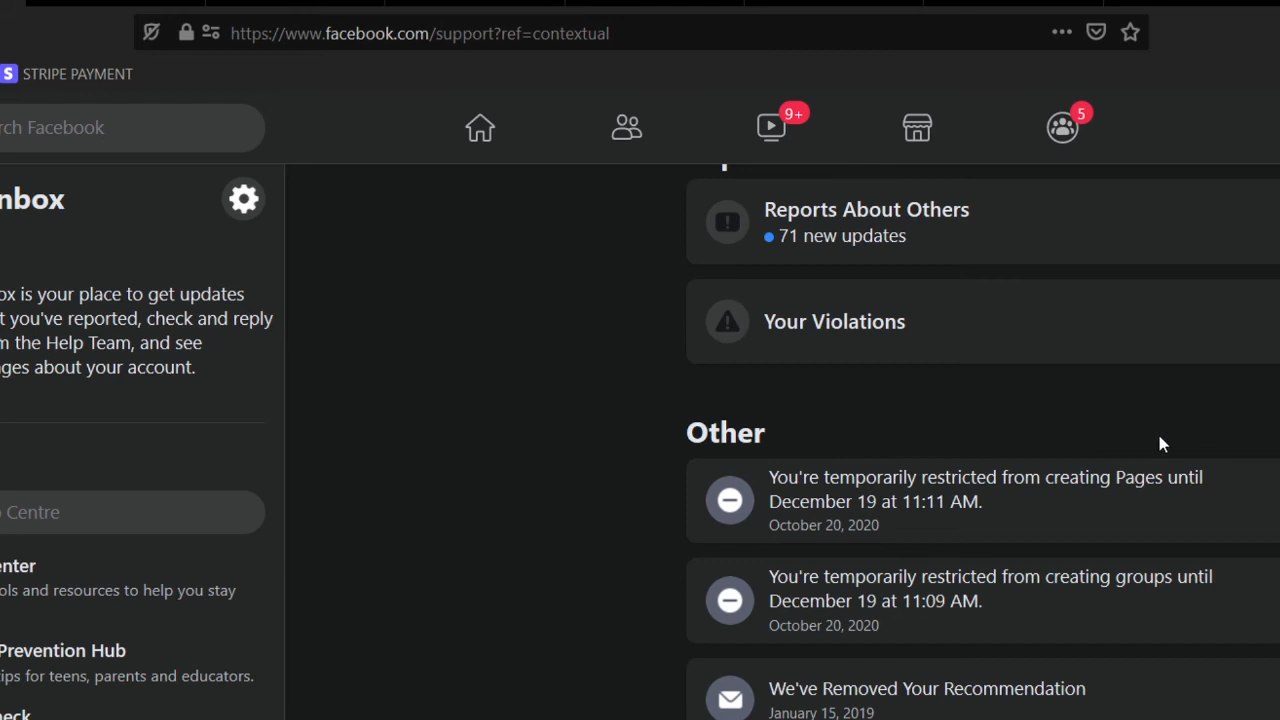 https://www.facebook.com/support?ref=contextual
S STRIPE PAYMENT
rch Facebook
9+
5
nbox
ox is your place to get updates
t you've reported, check and reply
m the Help Team, and see
ages about your account.
Centre
enter
ols and resources to help you stay
Prevention Hub
tips for teens, parents and educators.
heck
Reports About Others
71 new updates
Your Violations
Other
You're temporarily restricted from creating Pages until
December 19 at 11:11 AM.
October 20, 2020
You're temporarily restricted from creating groups until
December 19 at 11:09 AM.
October 20, 2020
We've Removed Your Recommendation
January 15, 2019